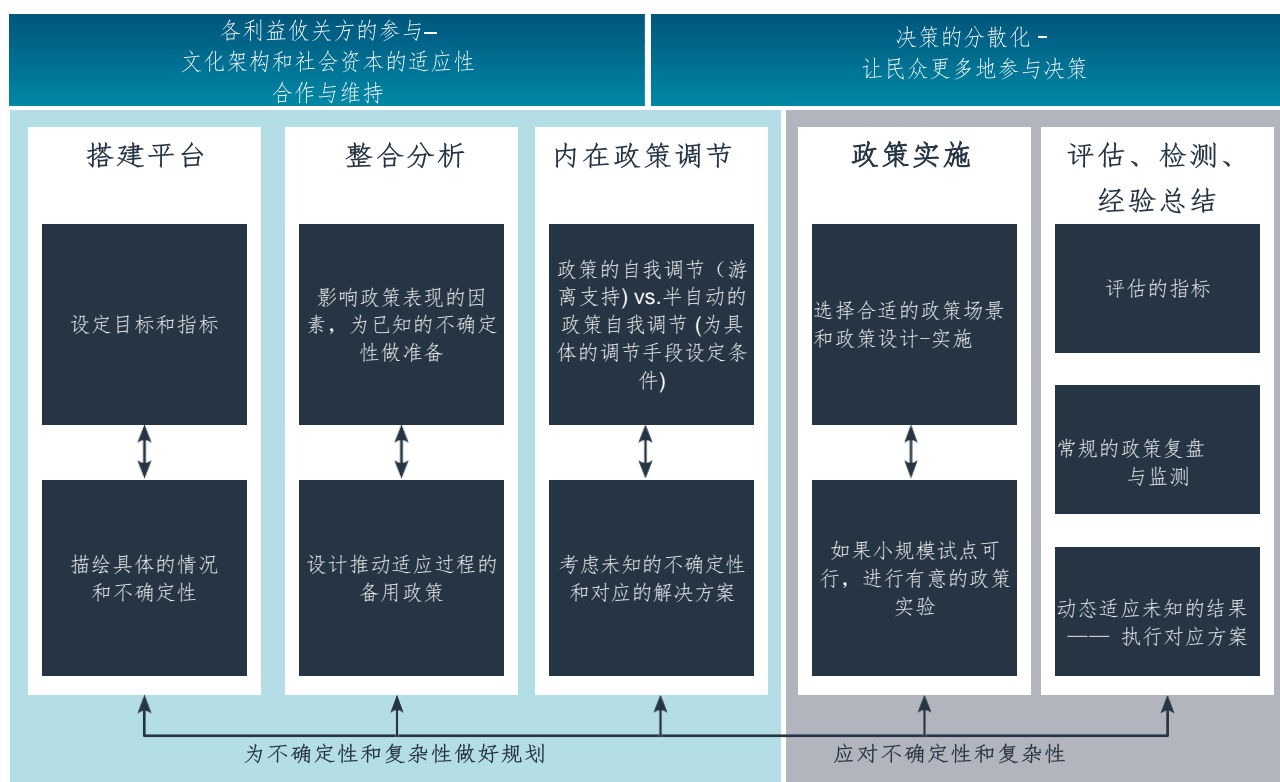 各利益攸关方的参与–
文化架构和社会资本的适应性
合作与维持
决策的分散化 -
让民众更多地参与决策
搭建平台
设定目标和指标
描绘具体的情况
和不确定性
整合分析
影响政策表现的因
素，为已知的不确定
性做准备
设计推动适应过程的
备用政策
内在政策调节
政策的自我调节（游
离支持) vs.半自动的
政策自我调节 (为具
体的调节手段设定条
件)
考虑未知的不确定性
和对应的解决方案
政策实施
选择合适的政策场景
和政策设计-实施
如果小规模试点可
行，进行有意的政策
实验
评估、检测、
经验总结
评估的指标
常规的政策复盘
与监测
动态适应未知的结果
—— 执行对应方案
为不确定性和复杂性做好规划
应对不确定性和复杂性